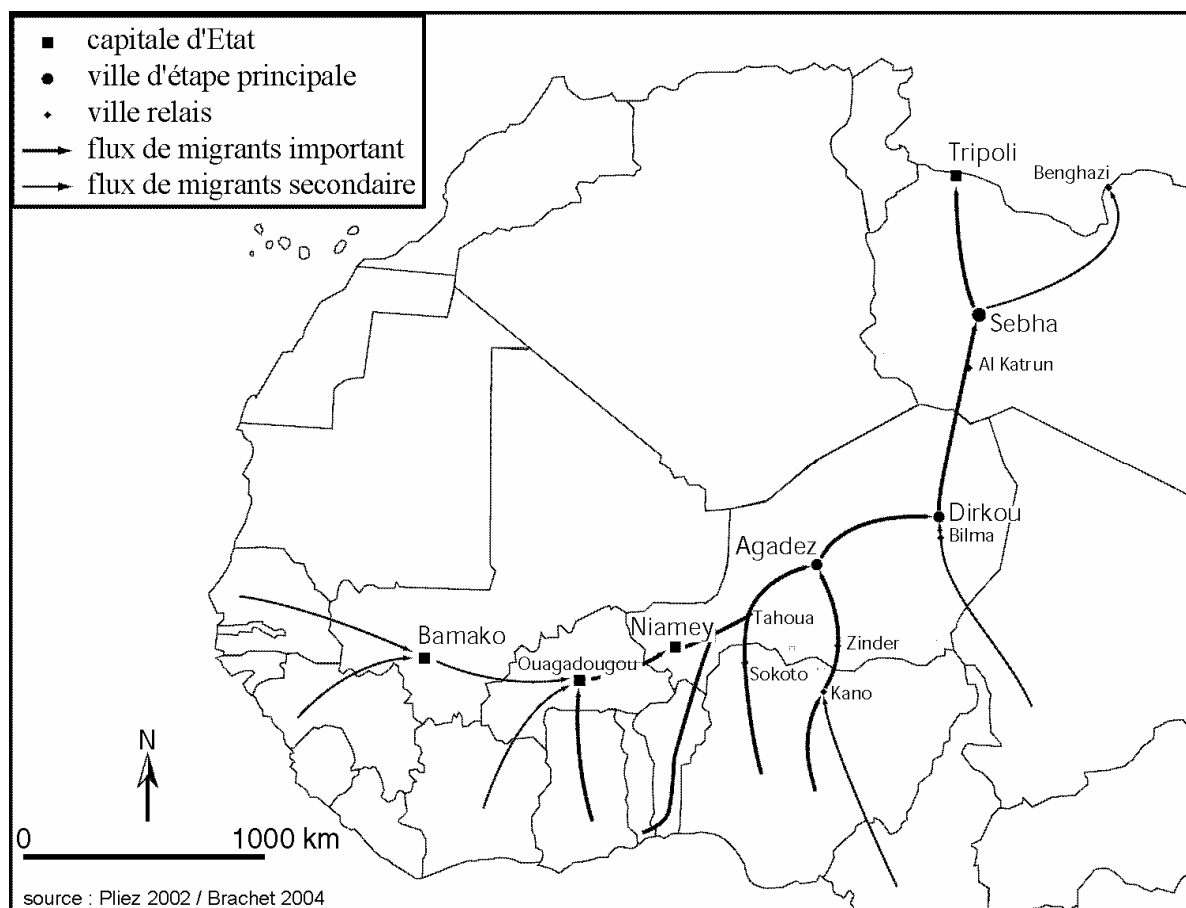 capitale d'Etat
ville d'étape principale
ville relais
flux de migrants important
flux de migrants secondaire
Tripoli
Benghazi
Sebha
Al Katrun
Dirkou
Bilma
Agadez
Tahoua
Niamey
Bamako
Zinder
Ouagadougou
Sokoto
Kano
N
0 1000 km
source : Pliez 2002 / Brachet 2004